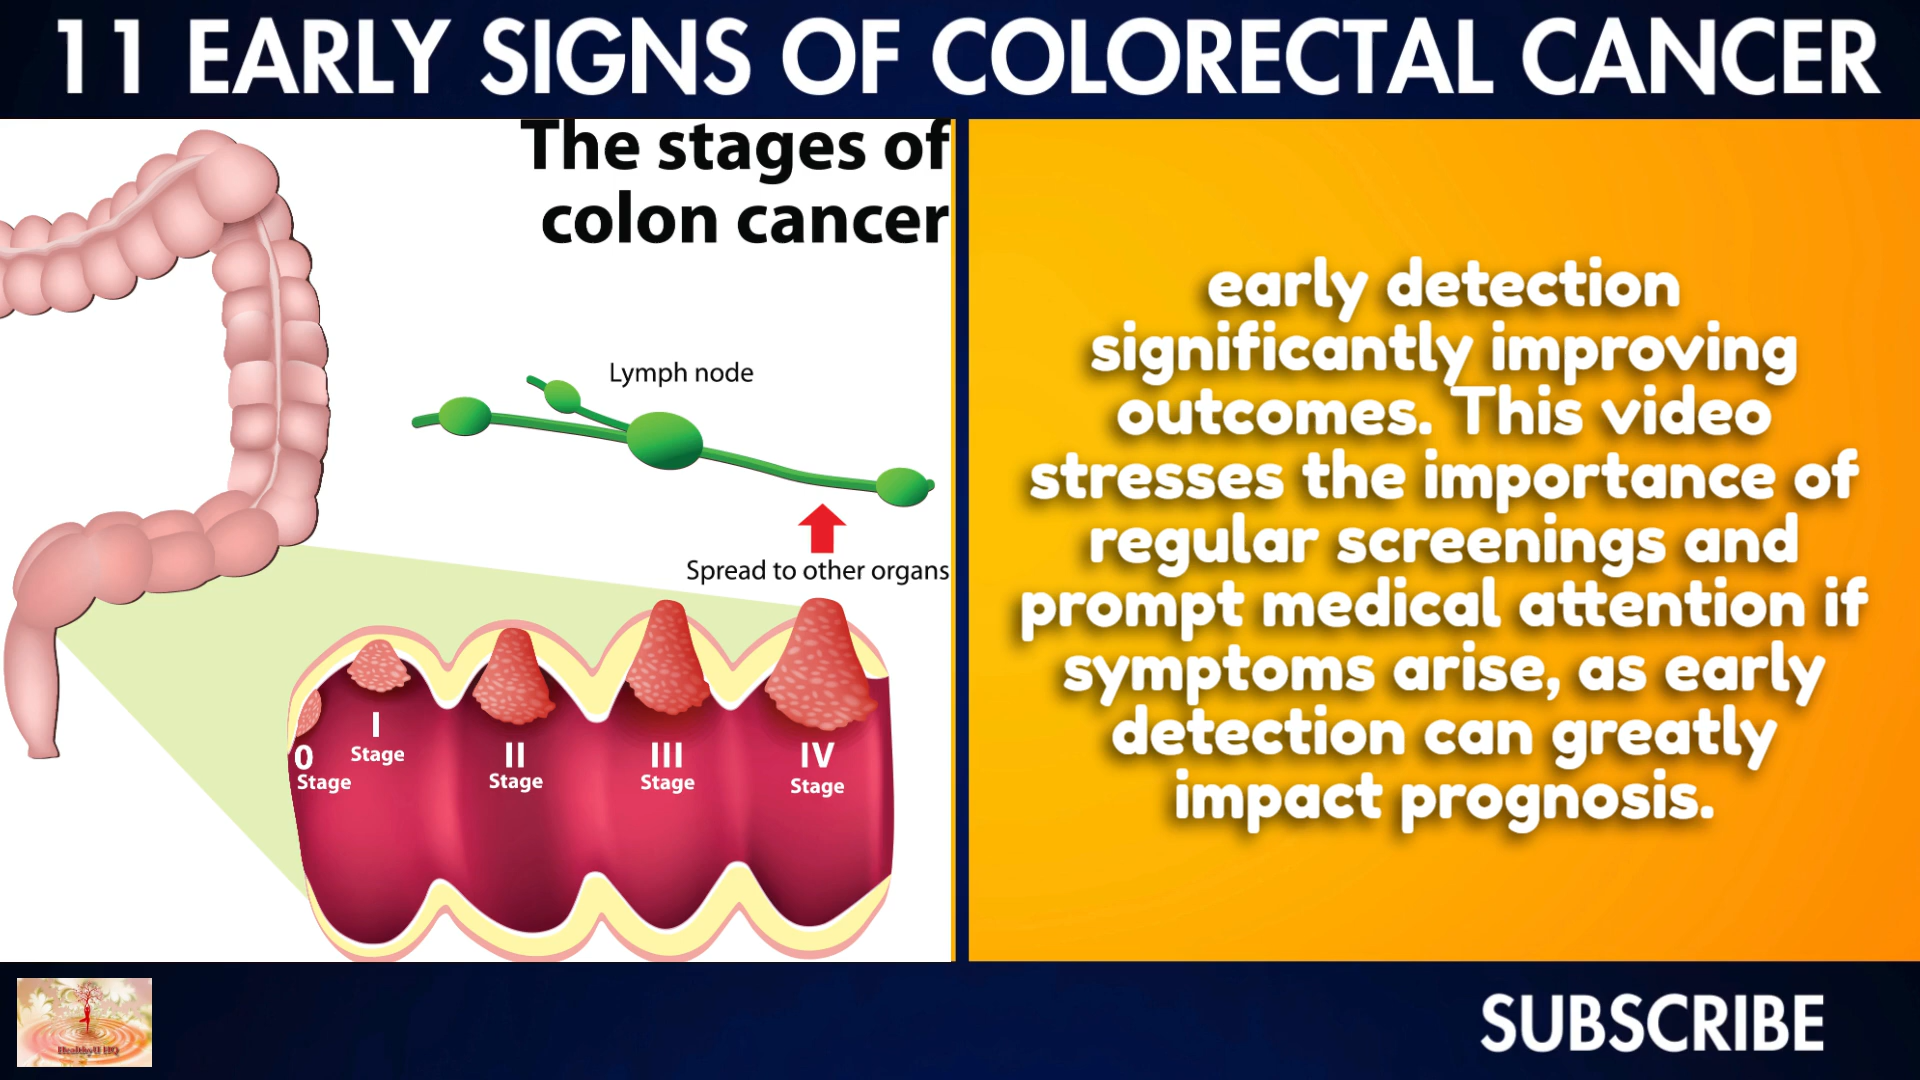 11 EARLY SIGNS OF COLORECTAL CANCER
The stages of
colon cancer
Lymph node
Spread to other organs
0
Stage
I
Stage
II
Stage
III
Stage
IV
Stage
early detection
significantly improving
outcomes. This video
stresses the importance of
regular screenings and
prompt medical attention if
symptoms arise, as early
detection can greatly
impact prognosis.
HealthyU HQ
SUBSCRIBE